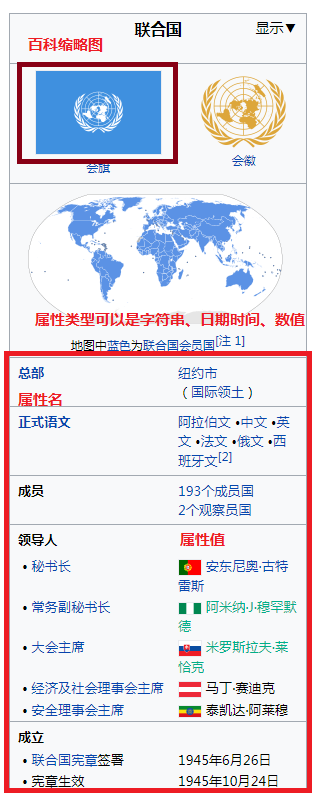 联合国
显示▼
百科缩略图
会旗
会徽
属性类型可以是字符串、日期时间、数值
地图中蓝色为联合国会员国[注 1]
总部
纽约市
（国际领土）
属性名
正式语文
阿拉伯文 •中文 •英
文 •法文 •俄文 •西
班牙文[2]
成员
193个成员国
2个观察员国
领导人
属性值
• 秘书长
安东尼奥·古特
雷斯
• 常务副秘书长
阿米纳·J·穆罕默
德
• 大会主席
米罗斯拉夫·莱
恰克
• 经济及社会理事会主席
马丁·赛迪克
• 安全理事会主席
泰凯达·阿莱穆
成立
• 联合国宪章签署
1945年6月26日
• 宪章生效
1945年10月24日